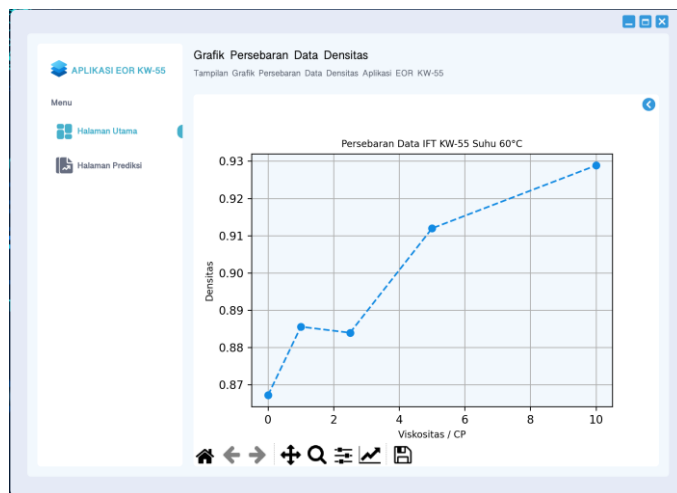 Grafik Persebaran Data Densitas
Tampilan Grafik Persebaran Data Densitas Aplikasi EOR KW-55
APLIKASI EOR KW-55
Menu
Halaman Utama
Halaman Prediksi
Persebaran Data IFT KW-55 Suhu 60°C
0.93
0.92
0.91
0.90
0.89
0.88
0.87
Densitas
0 2 4 6 8 10
Viskositas / CP